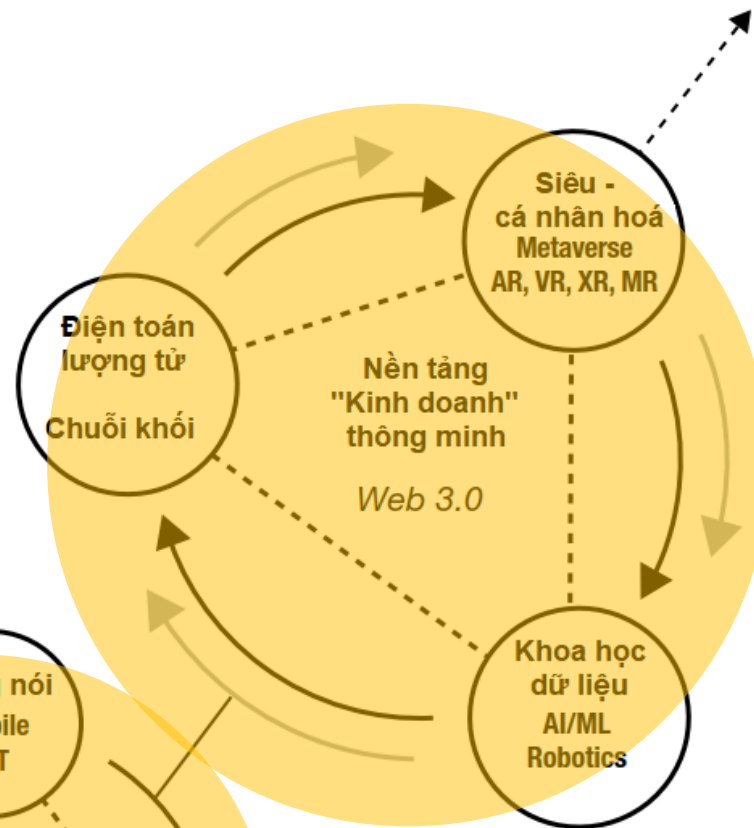 Siêu -
cá nhân hoá
Metaverse
AR, VR, XR, MR
Điện toán
lượng tử
Chuỗi khối
Nền tảng
"Kinh doanh"
thông minh
Web 3.0
Khoa học
dữ liệu
AI/ML
Robotics
nói